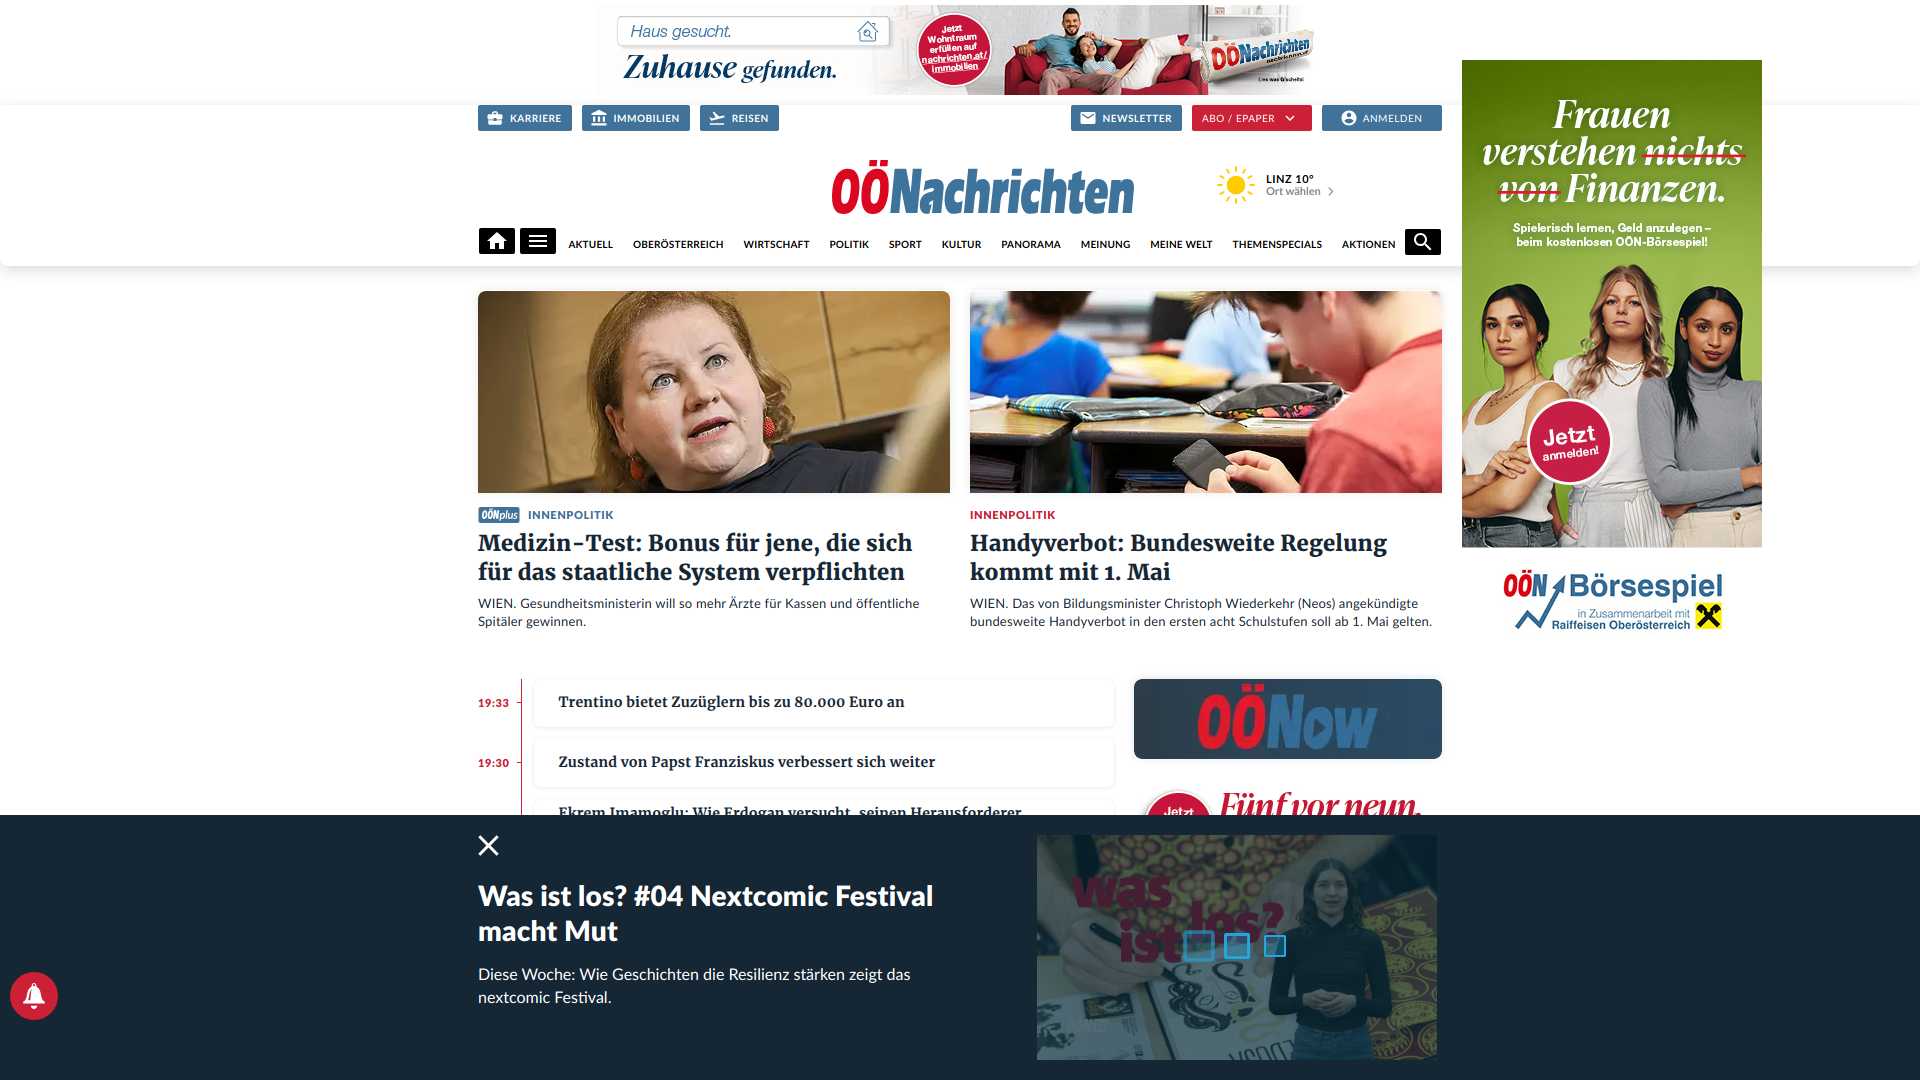 Haus gesucht.
Zuhause gefunden.
Jetzt
Wohntraum
erfüllen auf
nachrichten.at/
immobilien
OÖNachrichten
Lies was Gscheits!
KARRIERE
IMMOBILIEN
REISEN
NEWSLETTER
ABO / EPAPER
ANMELDEN
OÖNachrichten
LINZ 10°
Ort wählen
AKTUELL
OBERÖSTERREICH
WIRTSCHAFT
POLITIK
SPORT
KULTUR
PANORAMA
MEINUNG
MEINE WELT
THEMENSPECIALS
AKTIONEN
Frauen
verstehen nichts
von Finanzen.
Spielerisch lernen, Geld anzulegen –
beim kostenlosen OÖN-Börsespiel!
Jetzt
anmelden!
OÖN Börsespiel
in Zusammenarbeit mit
Raiffeisen Oberösterreich
OÖNplus INNENPOLITIK
Medizin-Test: Bonus für jene, die sich
für das staatliche System verpflichten
WIEN. Gesundheitsministerin will so mehr Ärzte für Kassen und öffentliche
Spitäler gewinnen.
INNENPOLITIK
Handyverbot: Bundesweite Regelung
kommt mit 1. Mai
WIEN. Das von Bildungsminister Christoph Wiederkehr (Neos) angekündigte
bundesweite Handyverbot in den ersten acht Schulstufen soll ab 1. Mai gelten.
19:33
Trentino bietet Zuzüglern bis zu 80.000 Euro an
19:30
Zustand von Papst Franziskus verbessert sich weiter
Ekrem Imamoglu: Wie Erdogan versucht, seinen Herausforderer
OÖNow
Jetzt
Fünf vor neun.
Was ist los? #04 Nextcomic Festival
macht Mut
Diese Woche: Wie Geschichten die Resilienz stärken zeigt das
nextcomic Festival.
was
ist los?